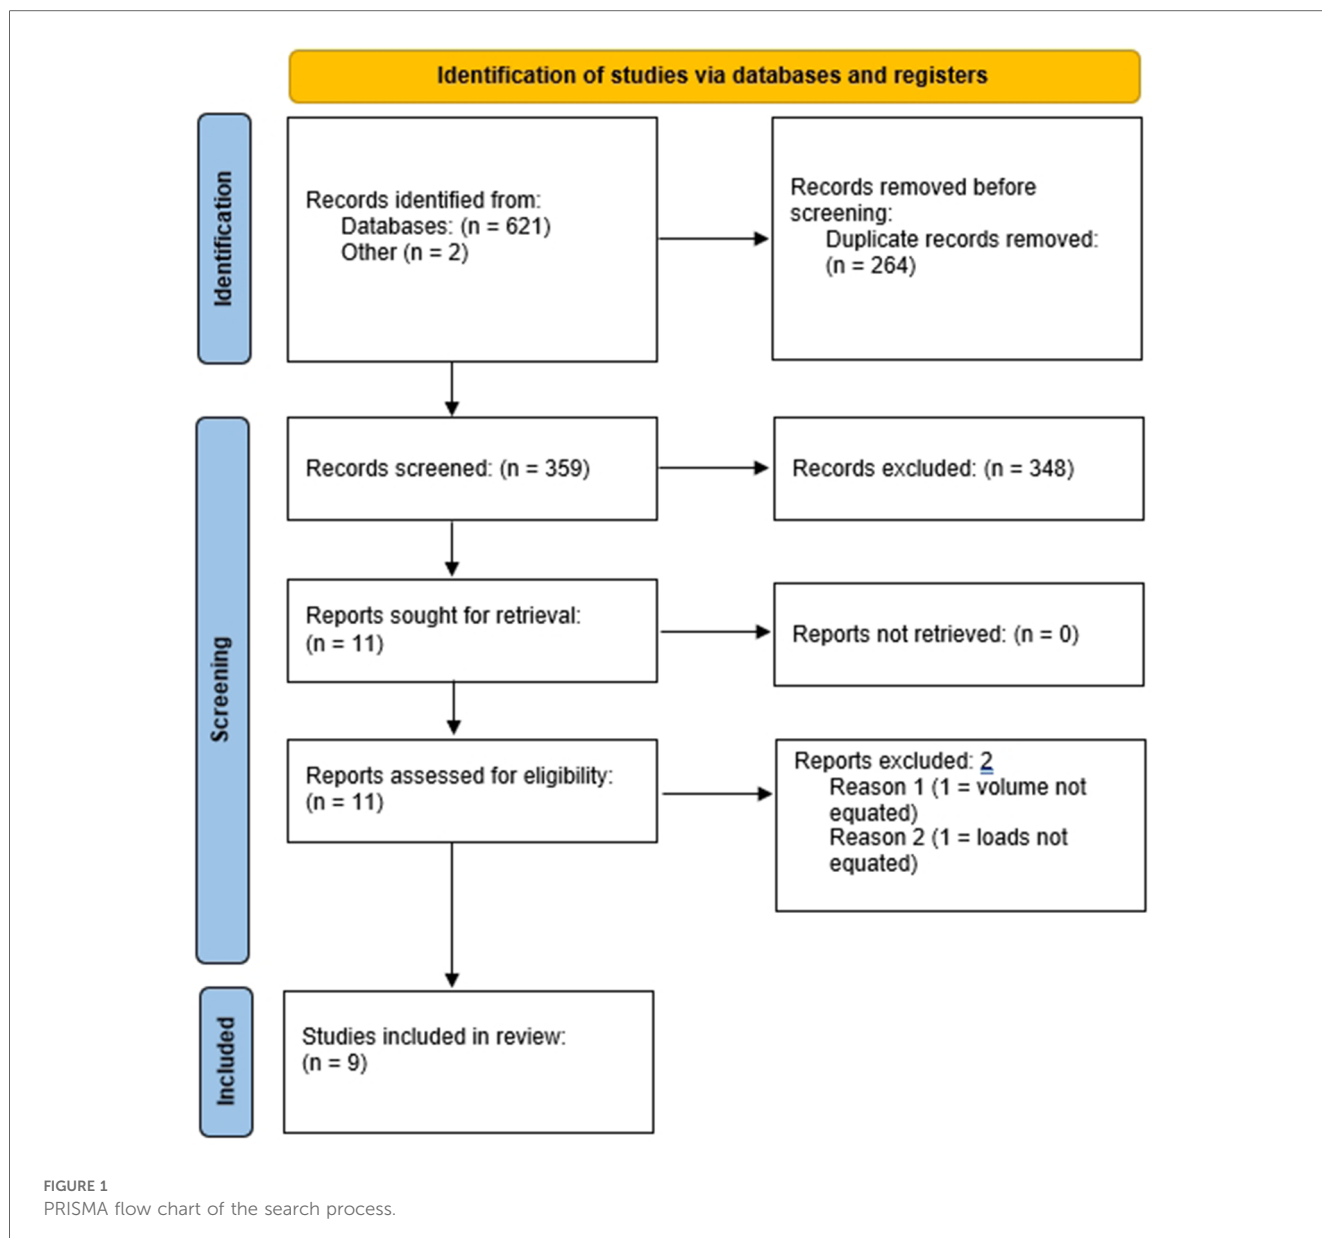 Identification of studies via databases and registers
Identification
Records identified from:
Databases: (n = 621)
Other (n = 2)
Records removed before
screening:
Duplicate records removed:
(n = 264)
Screening
Records screened: (n = 359)
Records excluded: (n = 348)
Reports sought for retrieval:
(n = 11)
Reports not retrieved: (n = 0)
Reports assessed for eligibility:
(n = 11)
Reports excluded: 2
Reason 1 (1 = volume not
equated)
Reason 2 (1 = loads not
equated)
Included
Studies included in review:
(n = 9)
FIGURE 1
PRISMA flow chart of the search process.